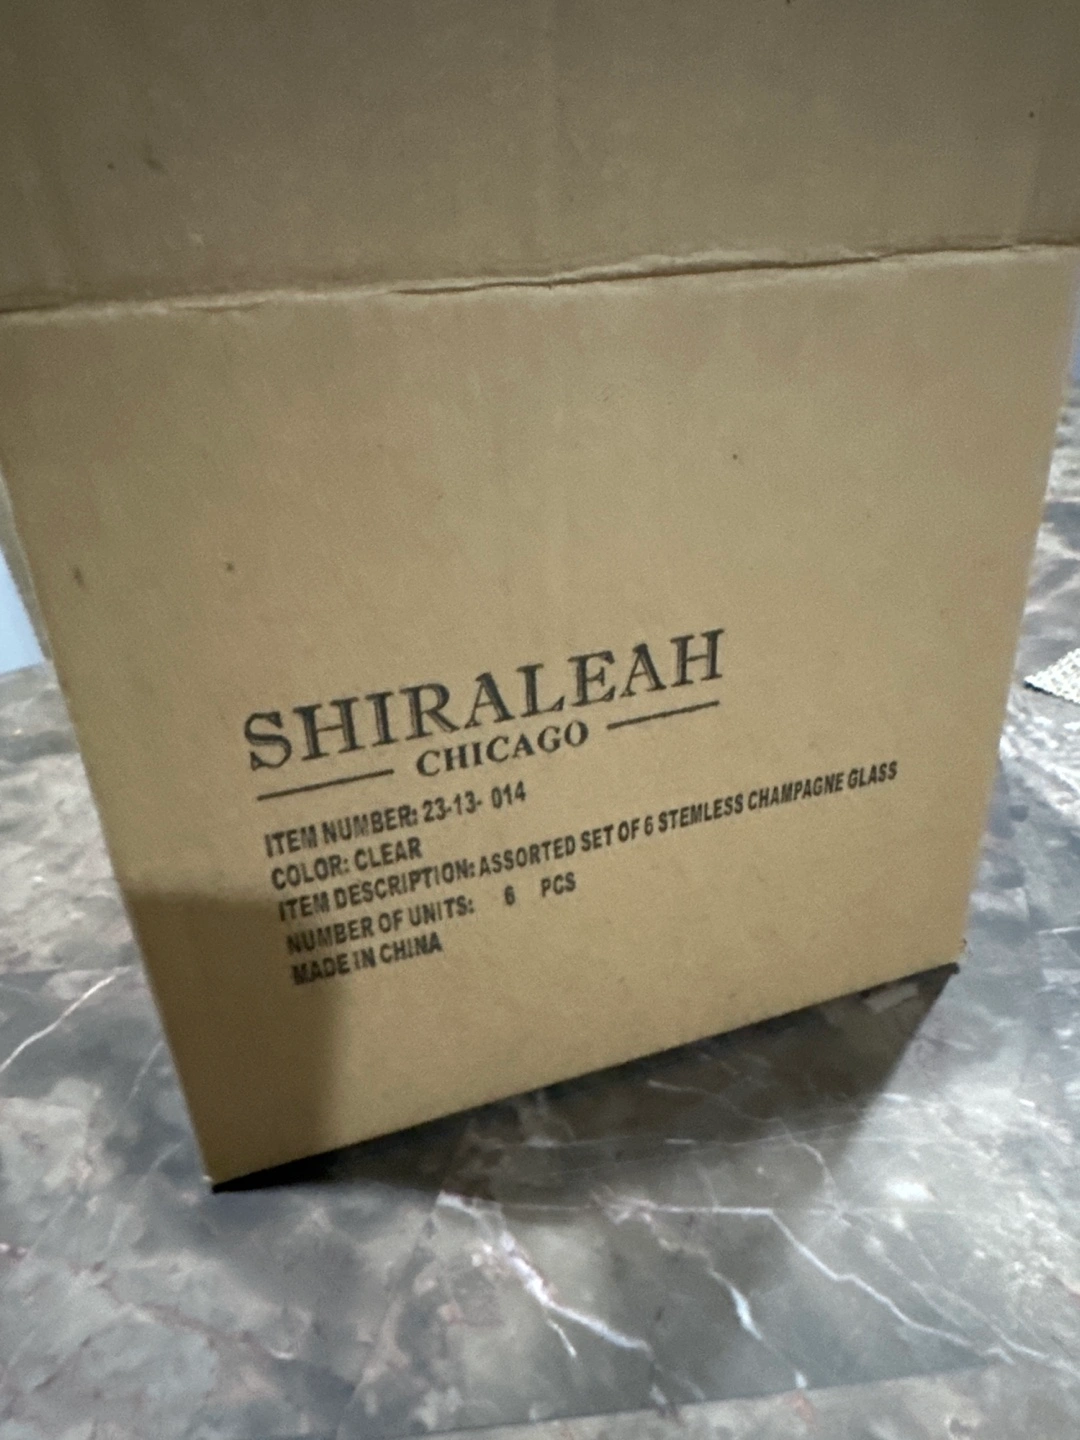 SHIRALEAH
CHICAGO
ITEM NUMBER: 23-13- 014
COLOR: CLEAR
ITEM DESCRIPTION: ASSORTED SET OF 6 STEMLESS CHAMPAGNE GLASS
NUMBER OF UNITS: 6 PCS
MADE IN CHINA